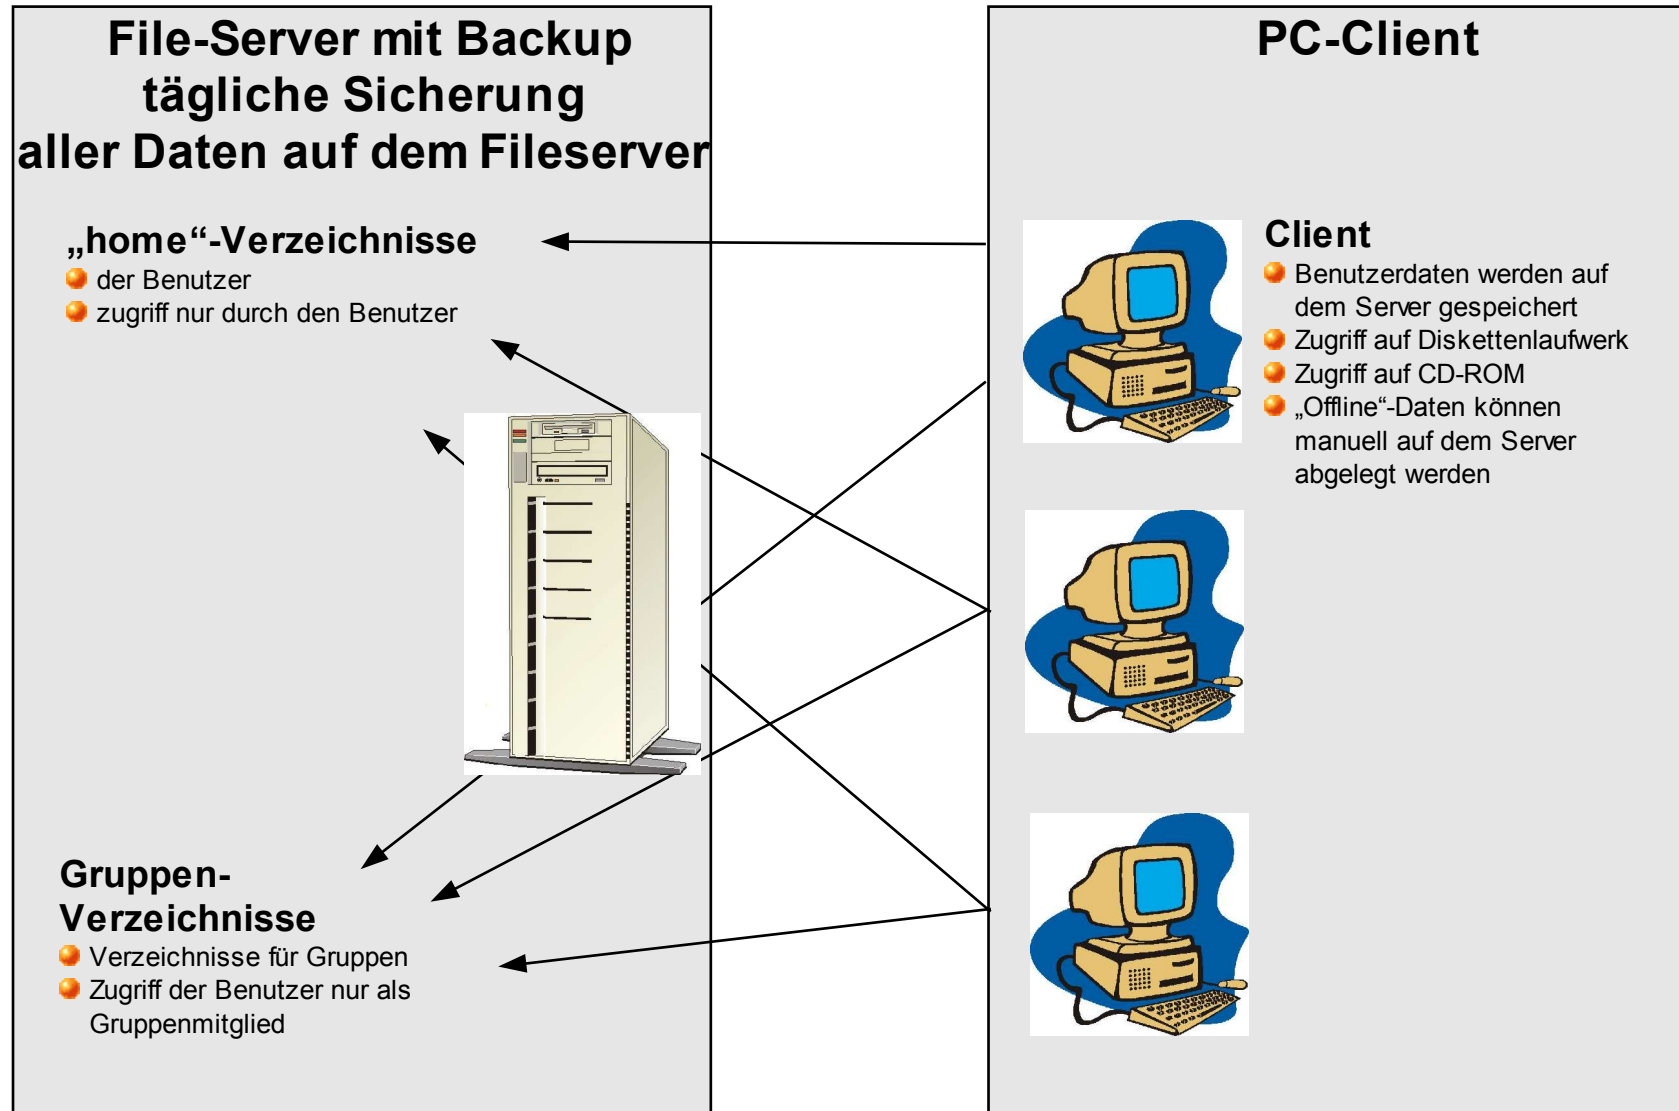 File-Server mit Backup
tägliche Sicherung
aller Daten auf dem Fileserver
„home“-Verzeichnisse
der Benutzer
zugriff nur durch den Benutzer
Gruppen-
Verzeichnisse
Verzeichnisse für Gruppen
Zugriff der Benutzer nur als
Gruppenmitglied
PC-Client
Client
Benutzerdaten werden auf
dem Server gespeichert
Zugriff auf Diskettenlaufwerk
Zugriff auf CD-ROM
„Offline“-Daten können
manuell auf dem Server
abgelegt werden